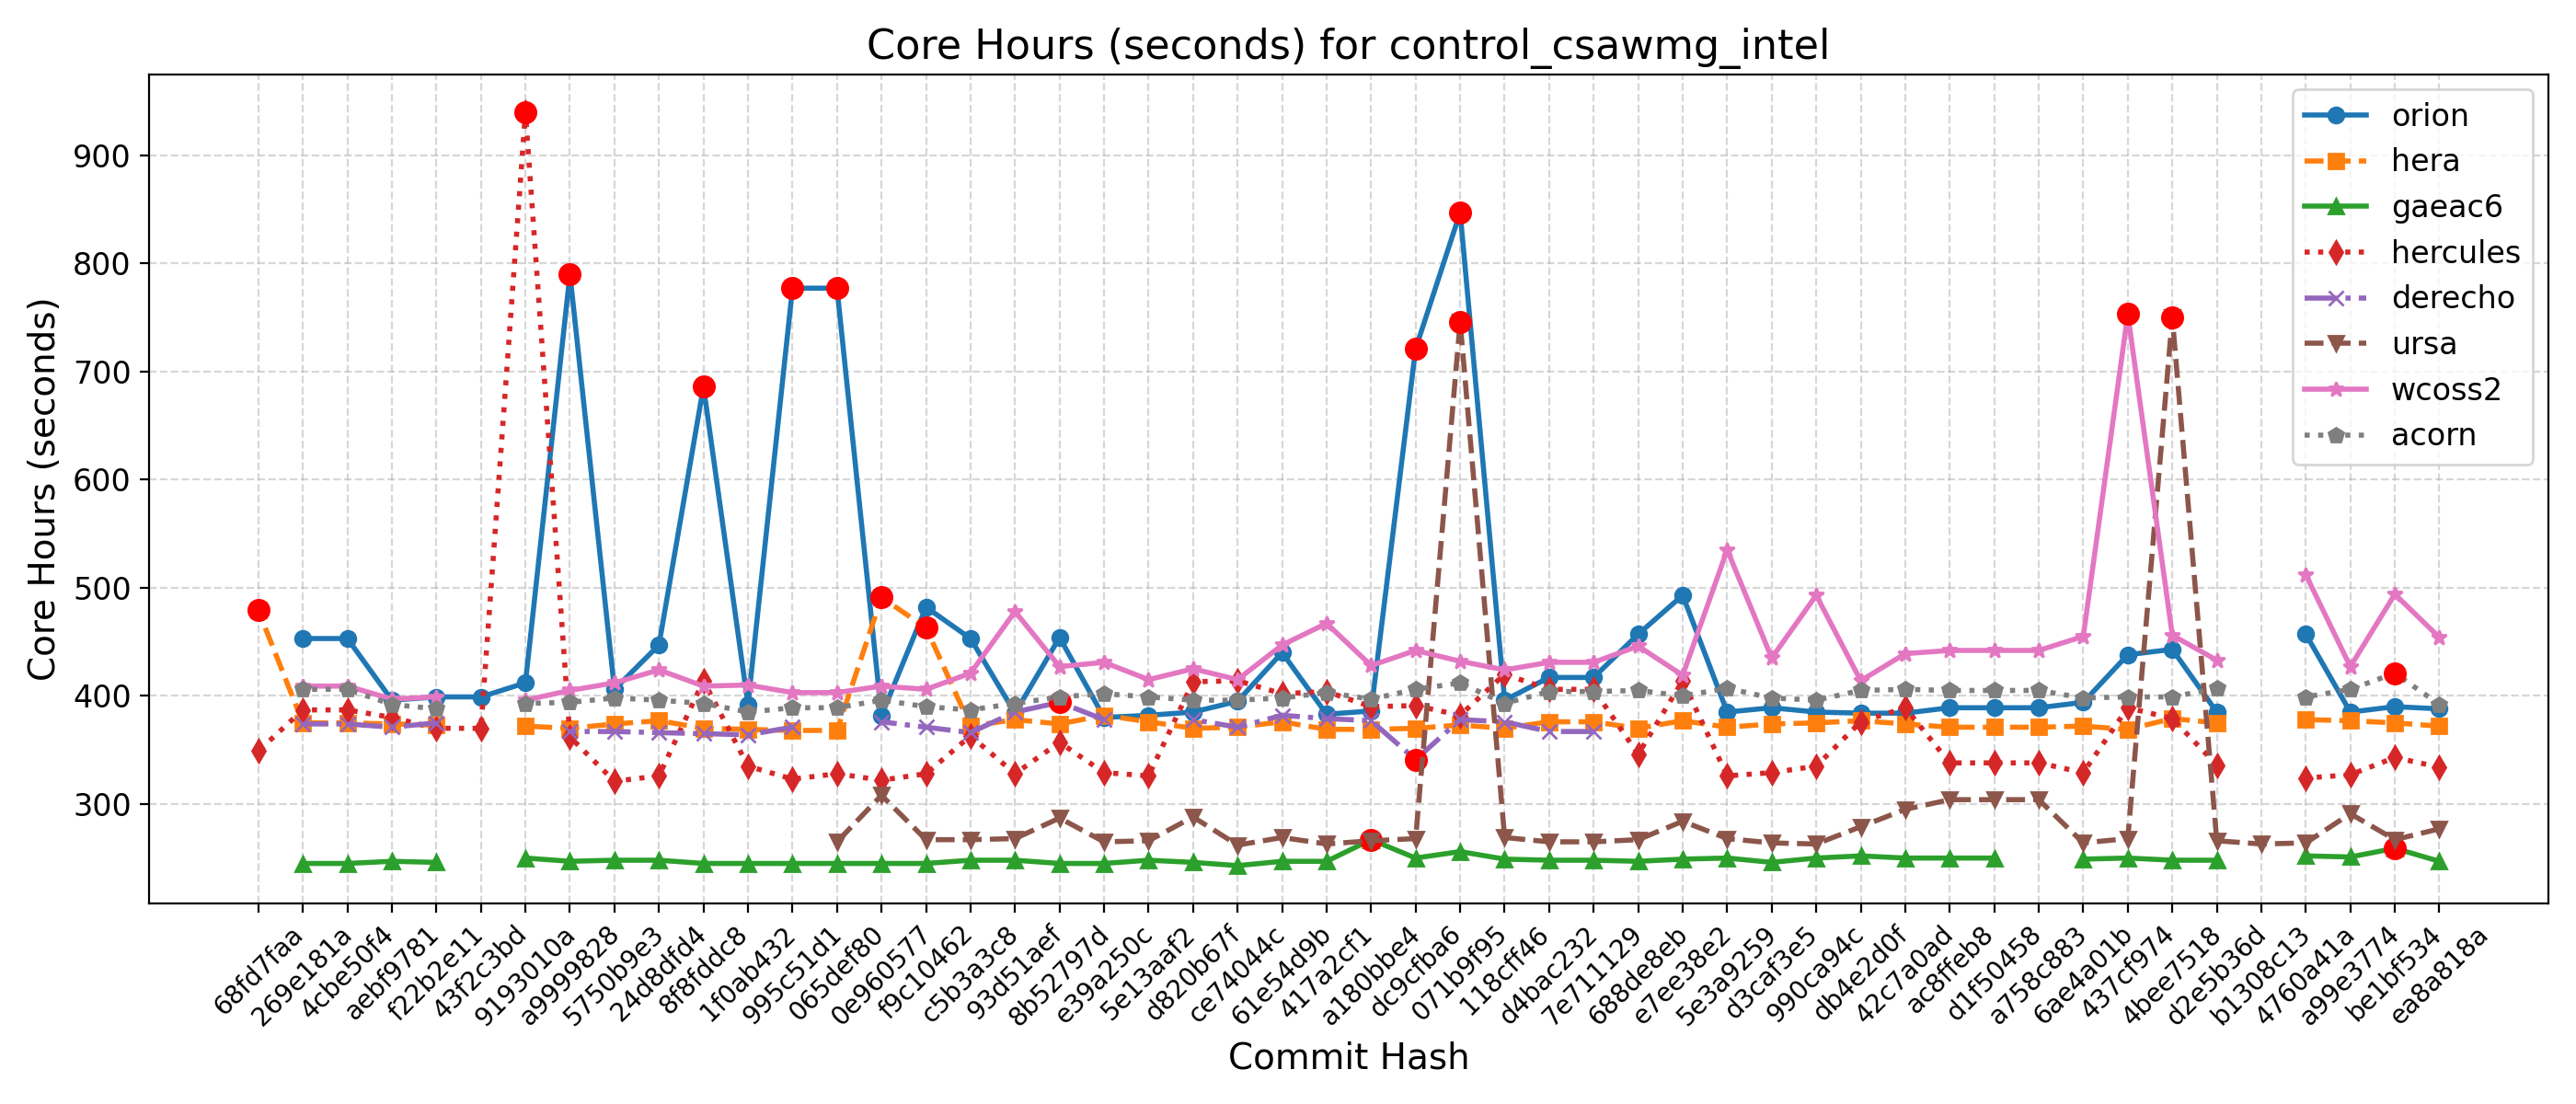 Core Hours (seconds) for control_csawmg_intel
Core Hours (seconds)
900
800
700
600
500
400
300
orion
hera
gaeac6
hercules
derecho
ursa
wcoss2
acorn
68fd7faa
269e181a
4cbe50f4
aebf9781
f22b2e11
43f2c3bd
9193010a
a9999828
5750b9e3
24d8dfd4
8f8fddc8
1f0ab432
995c51d1
065def80
0e960577
f9c10462
c5b3a3c8
93d51aef
8b52797d
e39a250c
5e13aaf2
d820b67f
ce74044c
61e54d9b
417a2cf1
a180bbe4
dc9cfba6
071b9f95
118cff46
d4bac232
7e711129
688de8eb
e7ee38e2
5e3a9259
d3caf3e5
990ca94c
db4e2d0f
42c7a0ad
ac8ffeb8
d1f50458
a758c883
6ae4a01b
437cf974
4bee7518
d2e5b36d
b1308c13
4760a41a
a99e3774
be1bf534
ea8a818a
Commit Hash